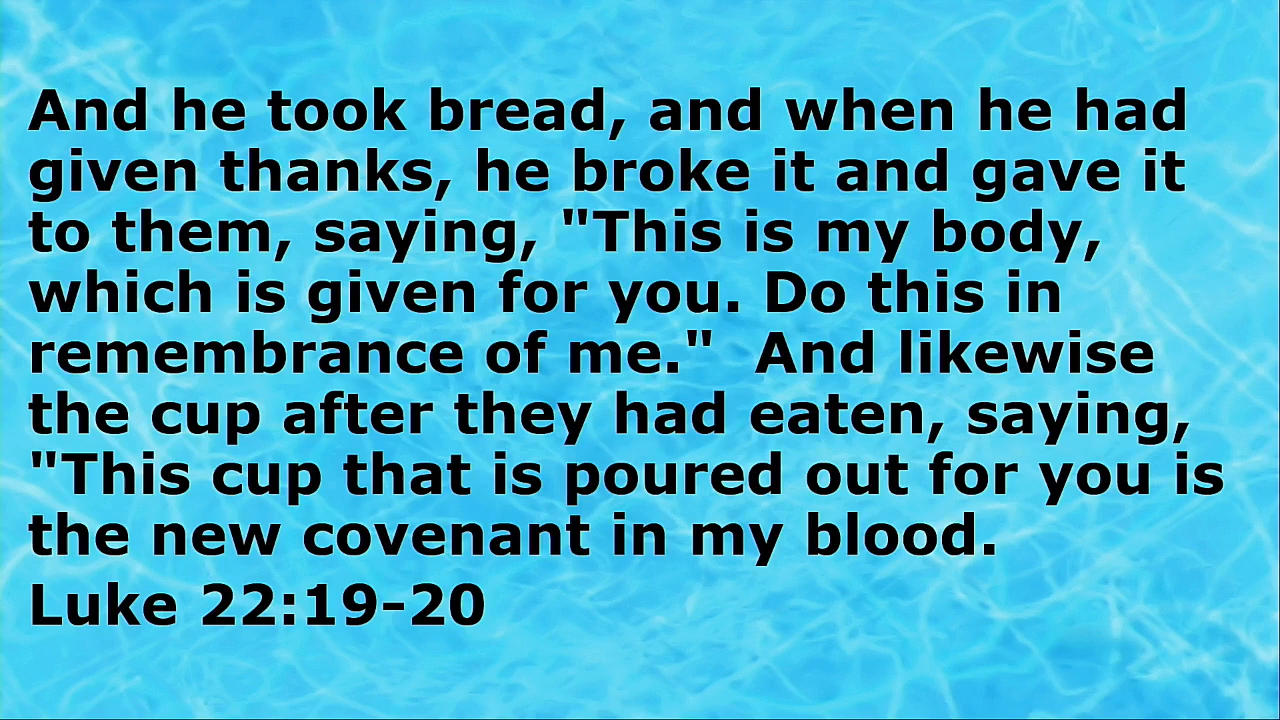 And he took bread, and when he had
given thanks, he broke it and gave it
to them, saying, "This is my body,
which is given for you. Do this in
remembrance of me."  And likewise
the cup after they had eaten, saying,
"This cup that is poured out for you is
the new covenant in my blood.
Luke 22:19-20